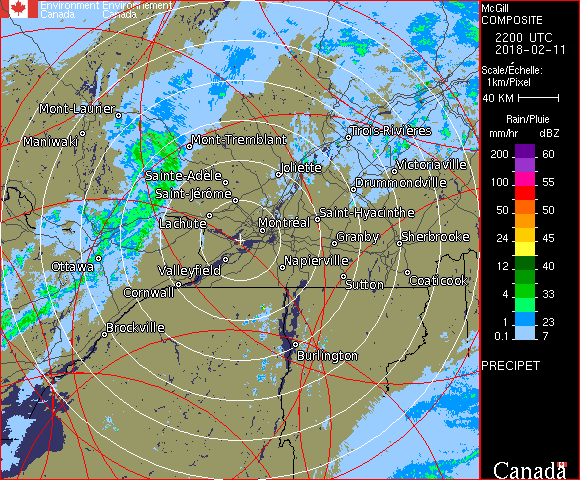 Environment Environnement
Canada Canada
McGill
COMPOSITE
2200 UTC
2018-02-11
Scale/Échelle:
1km/Pixel
40 KM
Rain/Pluie
mm/hr dBZ
200 60
150 57
100 55
50 50
24 45
12 40
4 33
1 23
0.1 7
PRECIPET
Canada
Mont-Laurier
Maniwaki
Mont-Tremblant
Trois-Rivières
Sainte-Adèle
Joliette
Victoriaville
Saint-Jérôme
Drummondville
Lachute
Saint-Hyacinthe
Montréal
Granby
Sherbrooke
Ottawa
Valleyfield
Napierville
Cornwall
Sutton
Coaticook
Brockville
Burlington